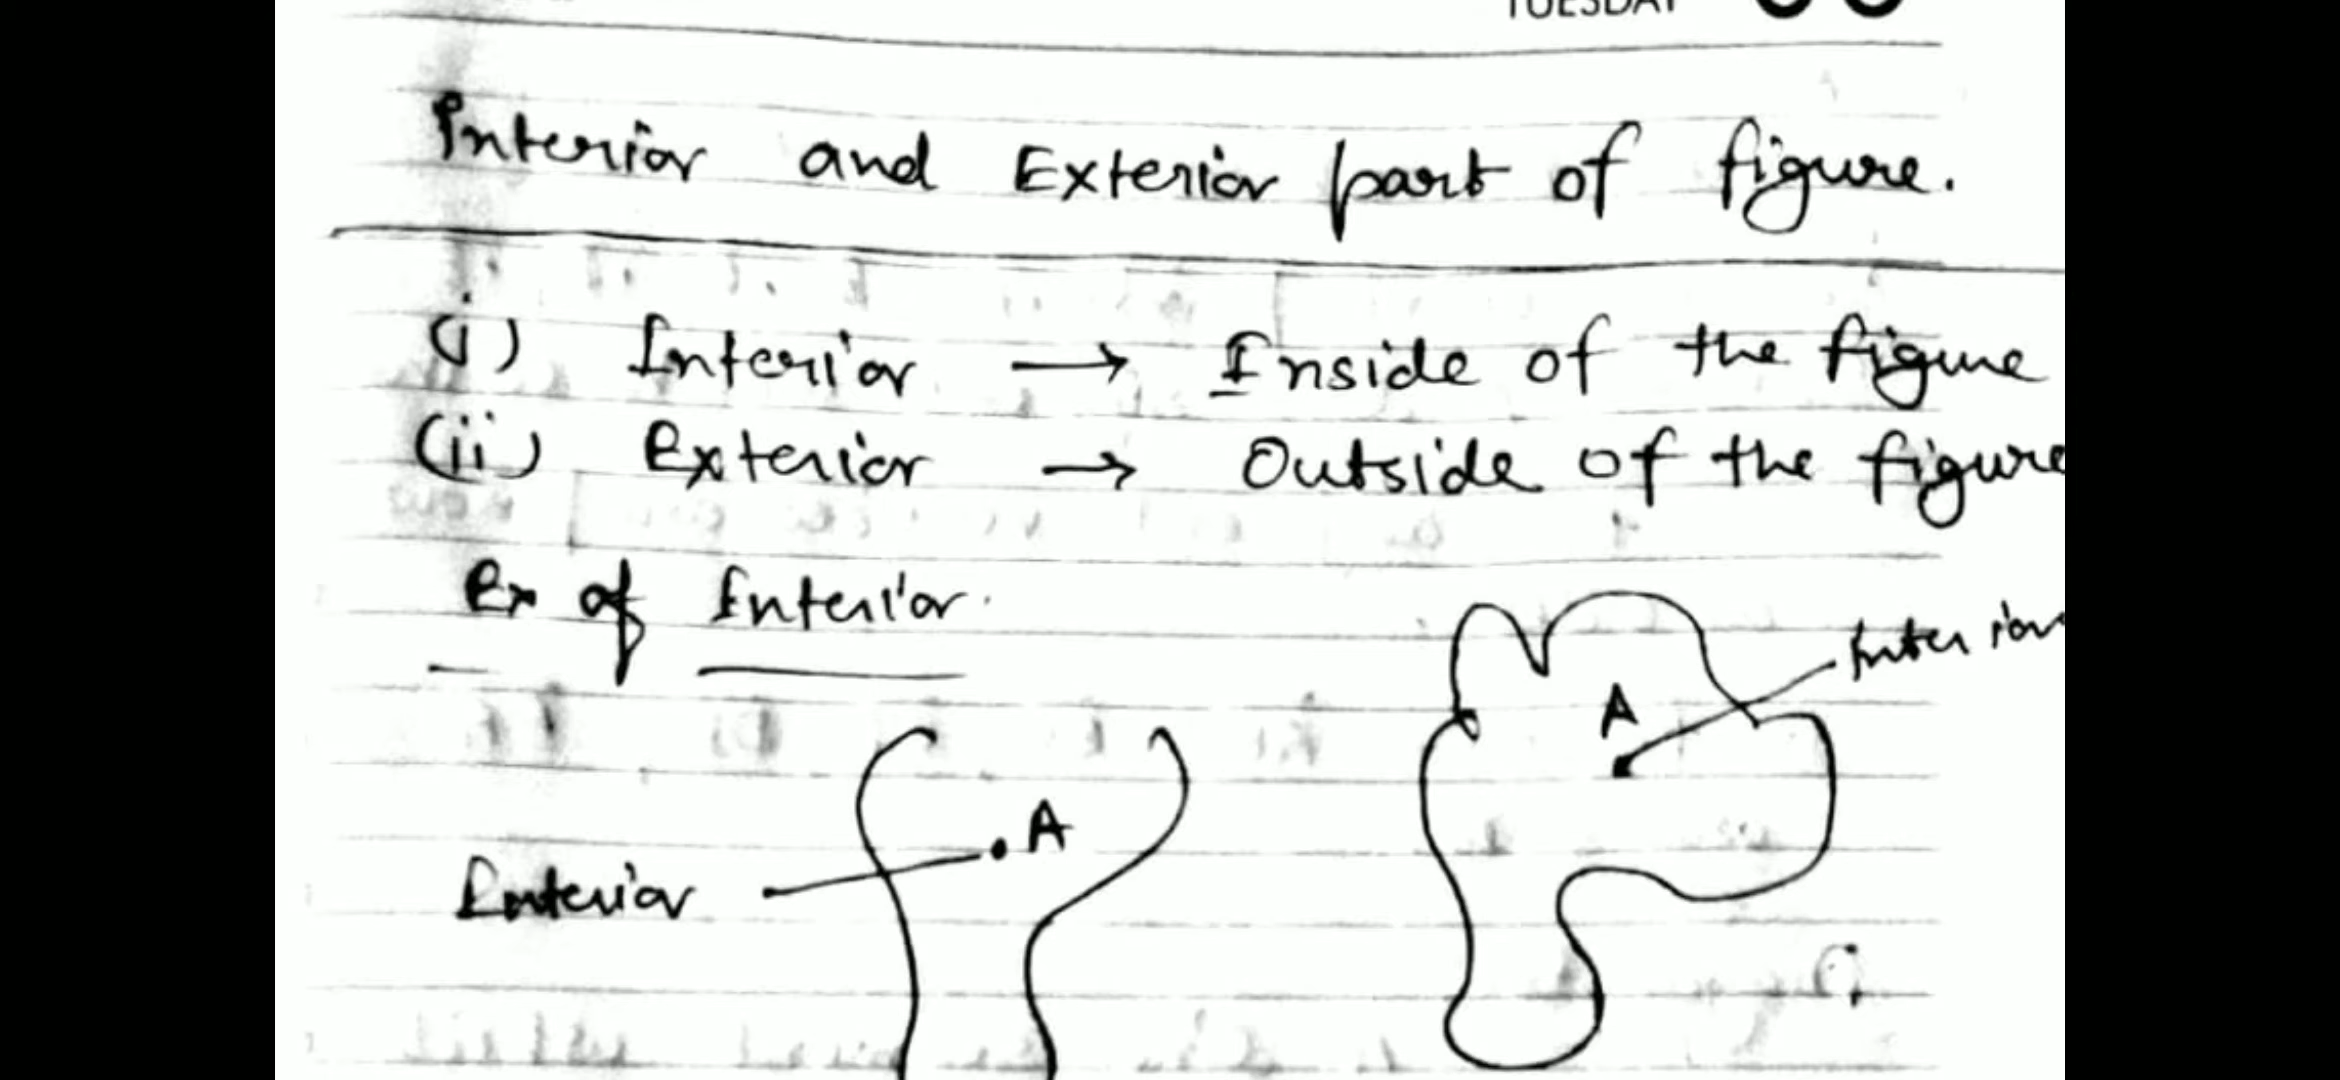 TUESDAY
Interior and Exterior part of figure.
(i) Interior → Inside of the figure
(ii) Exterior → Outside of the figure
Ex of Interior.
Interior
A
A
Interior